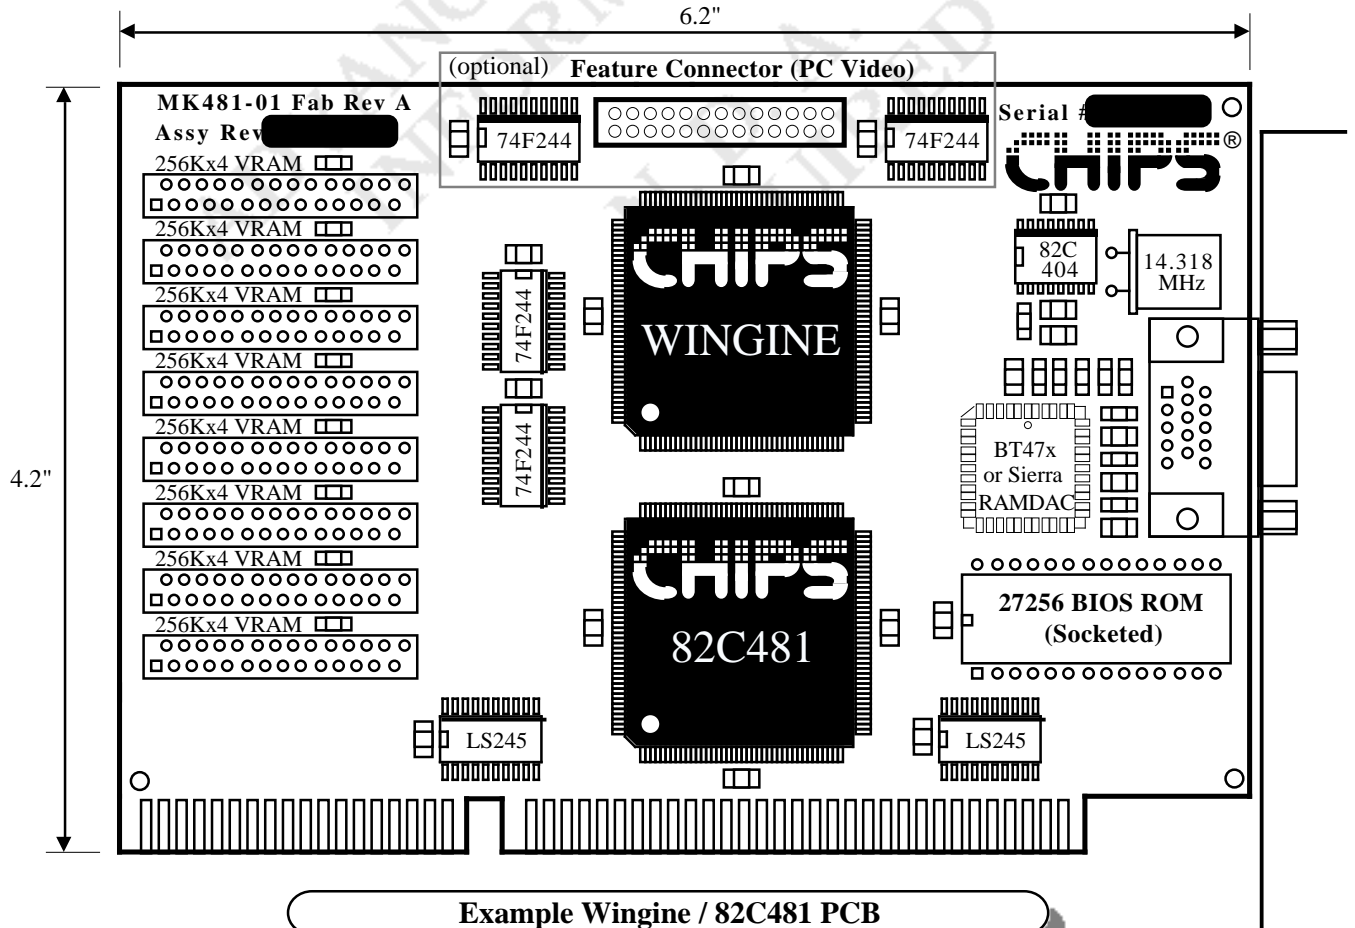 6.2"
(optional) Feature Connector (PC Video)
MK481-01 Fab Rev A
Assy Rev
Serial #
74F244
74F244
CHIPS®
256Kx4 VRAM
256Kx4 VRAM
256Kx4 VRAM
256Kx4 VRAM
256Kx4 VRAM
256Kx4 VRAM
256Kx4 VRAM
256Kx4 VRAM
4.2"
74F244
74F244
CHIPS
WINGINE
82C
404
14.318
MHz
BT47x
or Sierra
RAMDAC
CHIPS
82C481
27256 BIOS ROM
(Socketed)
LS245
LS245
Example Wingine / 82C481 PCB